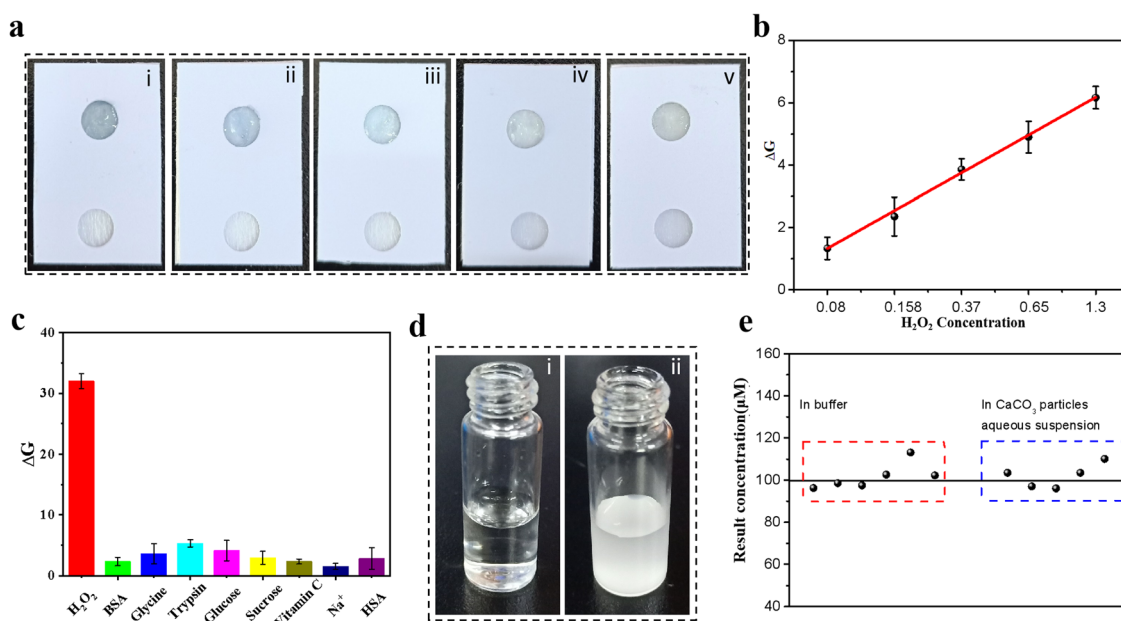 a
i
ii
iii
iv
v
b
ΔG
8
6
4
2
0
0.08
0.158
0.37
0.65
1.3
H₂O₂ Concentration
c
ΔG
40
30
20
10
0
H₂O₂
BSA
Glycine
Trypsin
Glucose
Sucrose
Vitamin C
Na⁺
HSA
d
i
ii
e
Result concentration(μM)
160
140
120
100
80
60
40
In buffer
In CaCO₃ particles
aqueous suspension